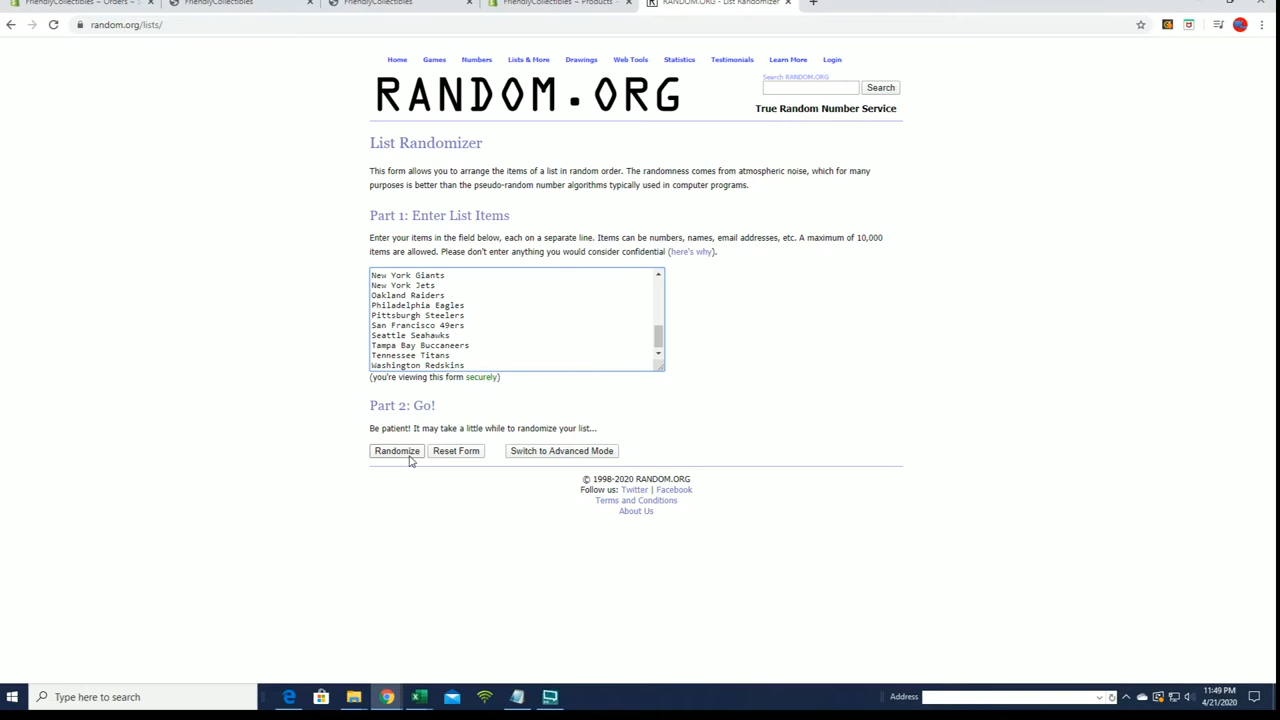 FriendlyCollectibles – Orders – S
FriendlyCollectibles
FriendlyCollectibles
FriendlyCollectibles ~ Products
RANDOM.ORG - List Randomizer
random.org/lists/
Home Games Numbers Lists & More Drawings Web Tools Statistics Testimonials Learn More Login
RANDOM.ORG
Search RANDOM.ORG
Search
True Random Number Service
List Randomizer
This form allows you to arrange the items of a list in random order. The randomness comes from atmospheric noise, which for many
purposes is better than the pseudo-random number algorithms typically used in computer programs.
Part 1: Enter List Items
Enter your items in the field below, each on a separate line. Items can be numbers, names, email addresses, etc. A maximum of 10,000
items are allowed. Please don't enter anything you would consider confidential (here's why).
New York Giants
New York Jets
Oakland Raiders
Philadelphia Eagles
Pittsburgh Steelers
San Francisco 49ers
Seattle Seahawks
Tampa Bay Buccaneers
Tennessee Titans
Washington Redskins
(you're viewing this form securely)
Part 2: Go!
Be patient! It may take a little while to randomize your list...
Randomize Reset Form Switch to Advanced Mode
© 1998-2020 RANDOM.ORG
Follow us: Twitter | Facebook
Terms and Conditions
About Us
Type here to search
Address
11:49 PM
4/21/2020